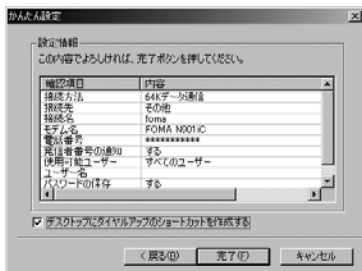 かんたん設定
設定情報
この内容でよろしければ、完了ボタンを押してください。
確認項目 内容
接続方法 64Kデータ通信
接続先 その他
接続名 foma
モデム名 FOMA N901iC
電話番号 ***********
発信者番号の通知 する
使用可能ユーザー すべてのユーザー
ユーザー名
パスワードの保存 する
デスクトップにダイヤルアップのショートカットを作成する
< 戻る(B) 完了(F) キャンセル